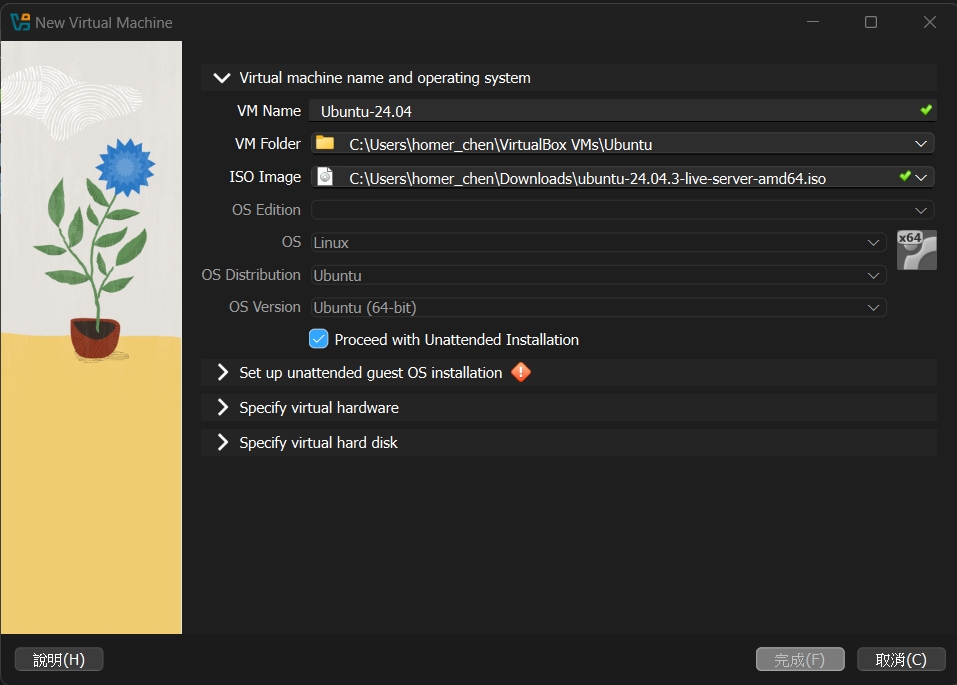 New Virtual Machine
Virtual machine name and operating system
VM Name Ubuntu-24.04
VM Folder C:\Users\homer_chen\VirtualBox VMs\Ubuntu
ISO Image C:\Users\homer_chen\Downloads\ubuntu-24.04.3-live-server-amd64.iso
OS Edition
OS Linux
x64
OS Distribution Ubuntu
OS Version Ubuntu (64-bit)
Proceed with Unattended Installation
Set up unattended guest OS installation
Specify virtual hardware
Specify virtual hard disk
說明(H) 完成(F) 取消(C)